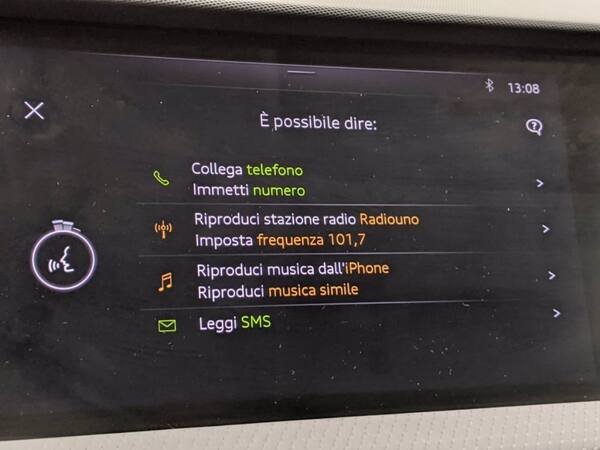 13:08
È possibile dire:
Collega telefono
Immetti numero
Riproduci stazione radio Radiouno
Imposta frequenza 101,7
Riproduci musica dall'iPhone
Riproduci musica simile
Leggi SMS